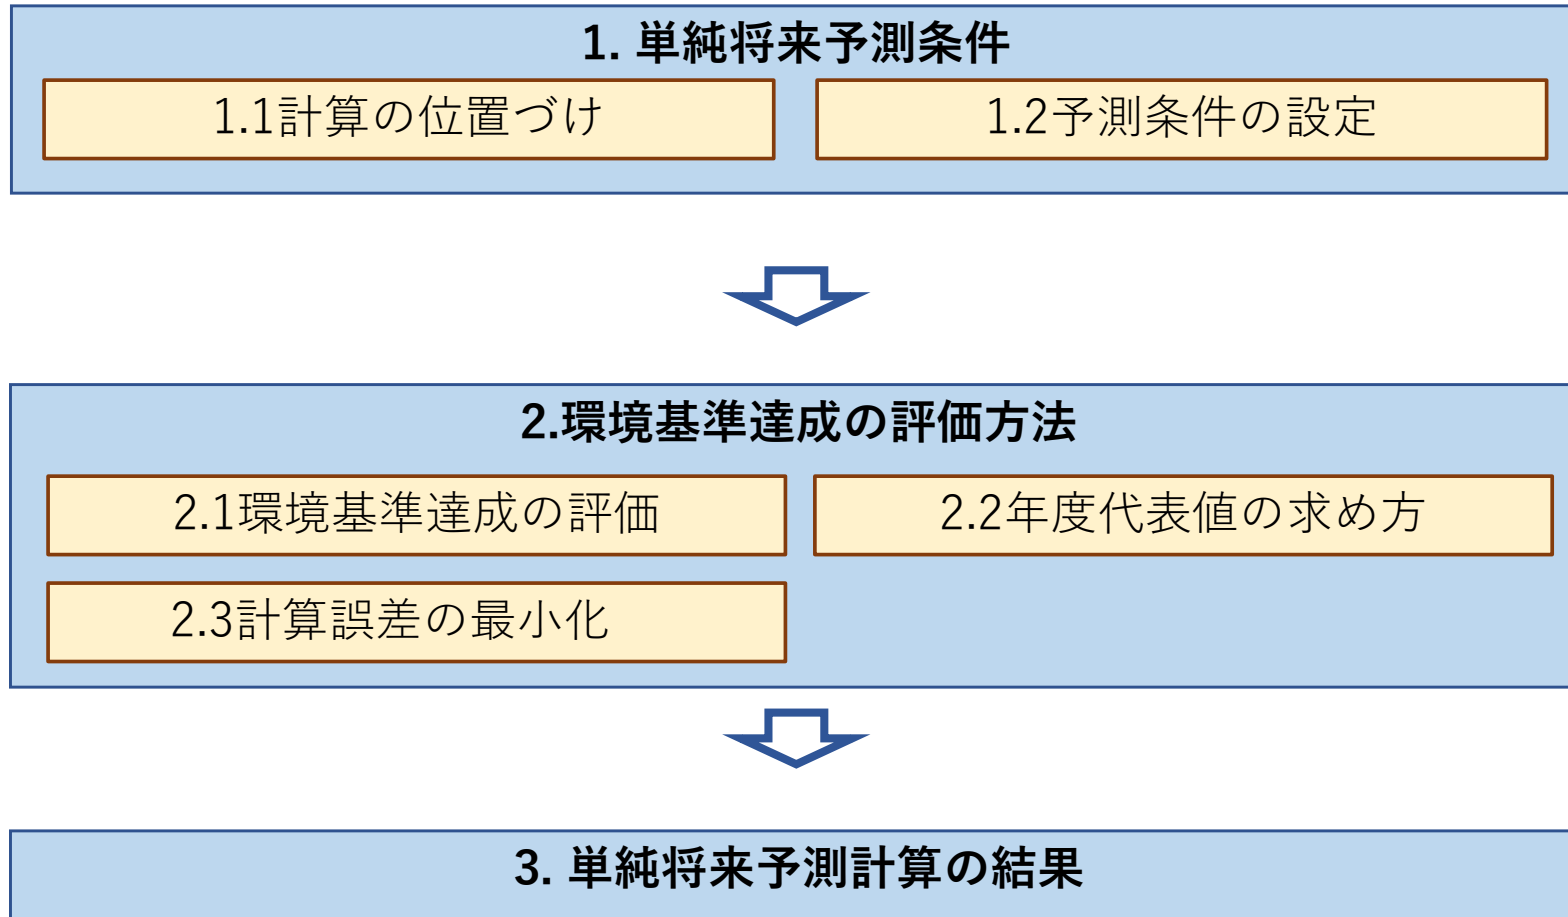 1. 単純将来予測条件
1.1計算の位置づけ
1.2予測条件の設定
2.環境基準達成の評価方法
2.1環境基準達成の評価
2.2年度代表値の求め方
2.3計算誤差の最小化
3. 単純将来予測計算の結果